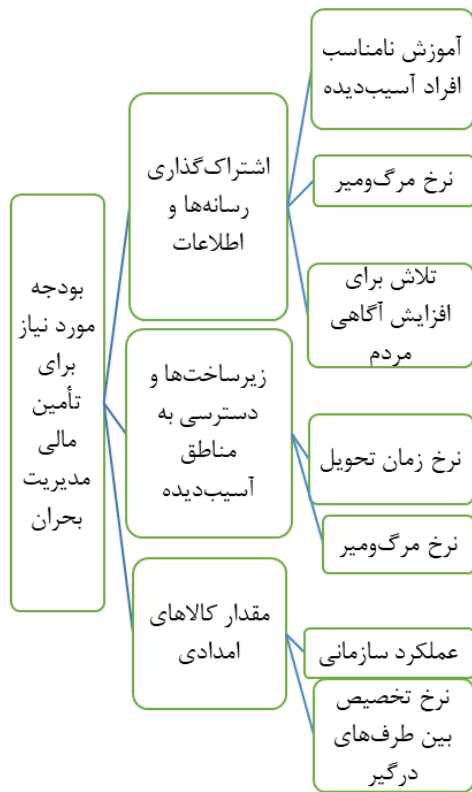 آموزش نامناسب
افراد آسیب‌دیده
اشتراک‌گذاری
رسانه‌ها و
اطلاعات
نرخ مرگ‌ومیر
تلاش برای
افزایش آگاهی
مردم
بودجه
مورد نیاز
برای
تأمین
مالی
مدیریت
بحران
زیرساخت‌ها و
دسترسی به
مناطق
آسیب‌دیده
نرخ زمان تحویل
نرخ مرگ‌ومیر
مقدار کالاهای
امدادی
عملکرد سازمانی
نرخ تخصیص
بین طرف‌های
درگیر